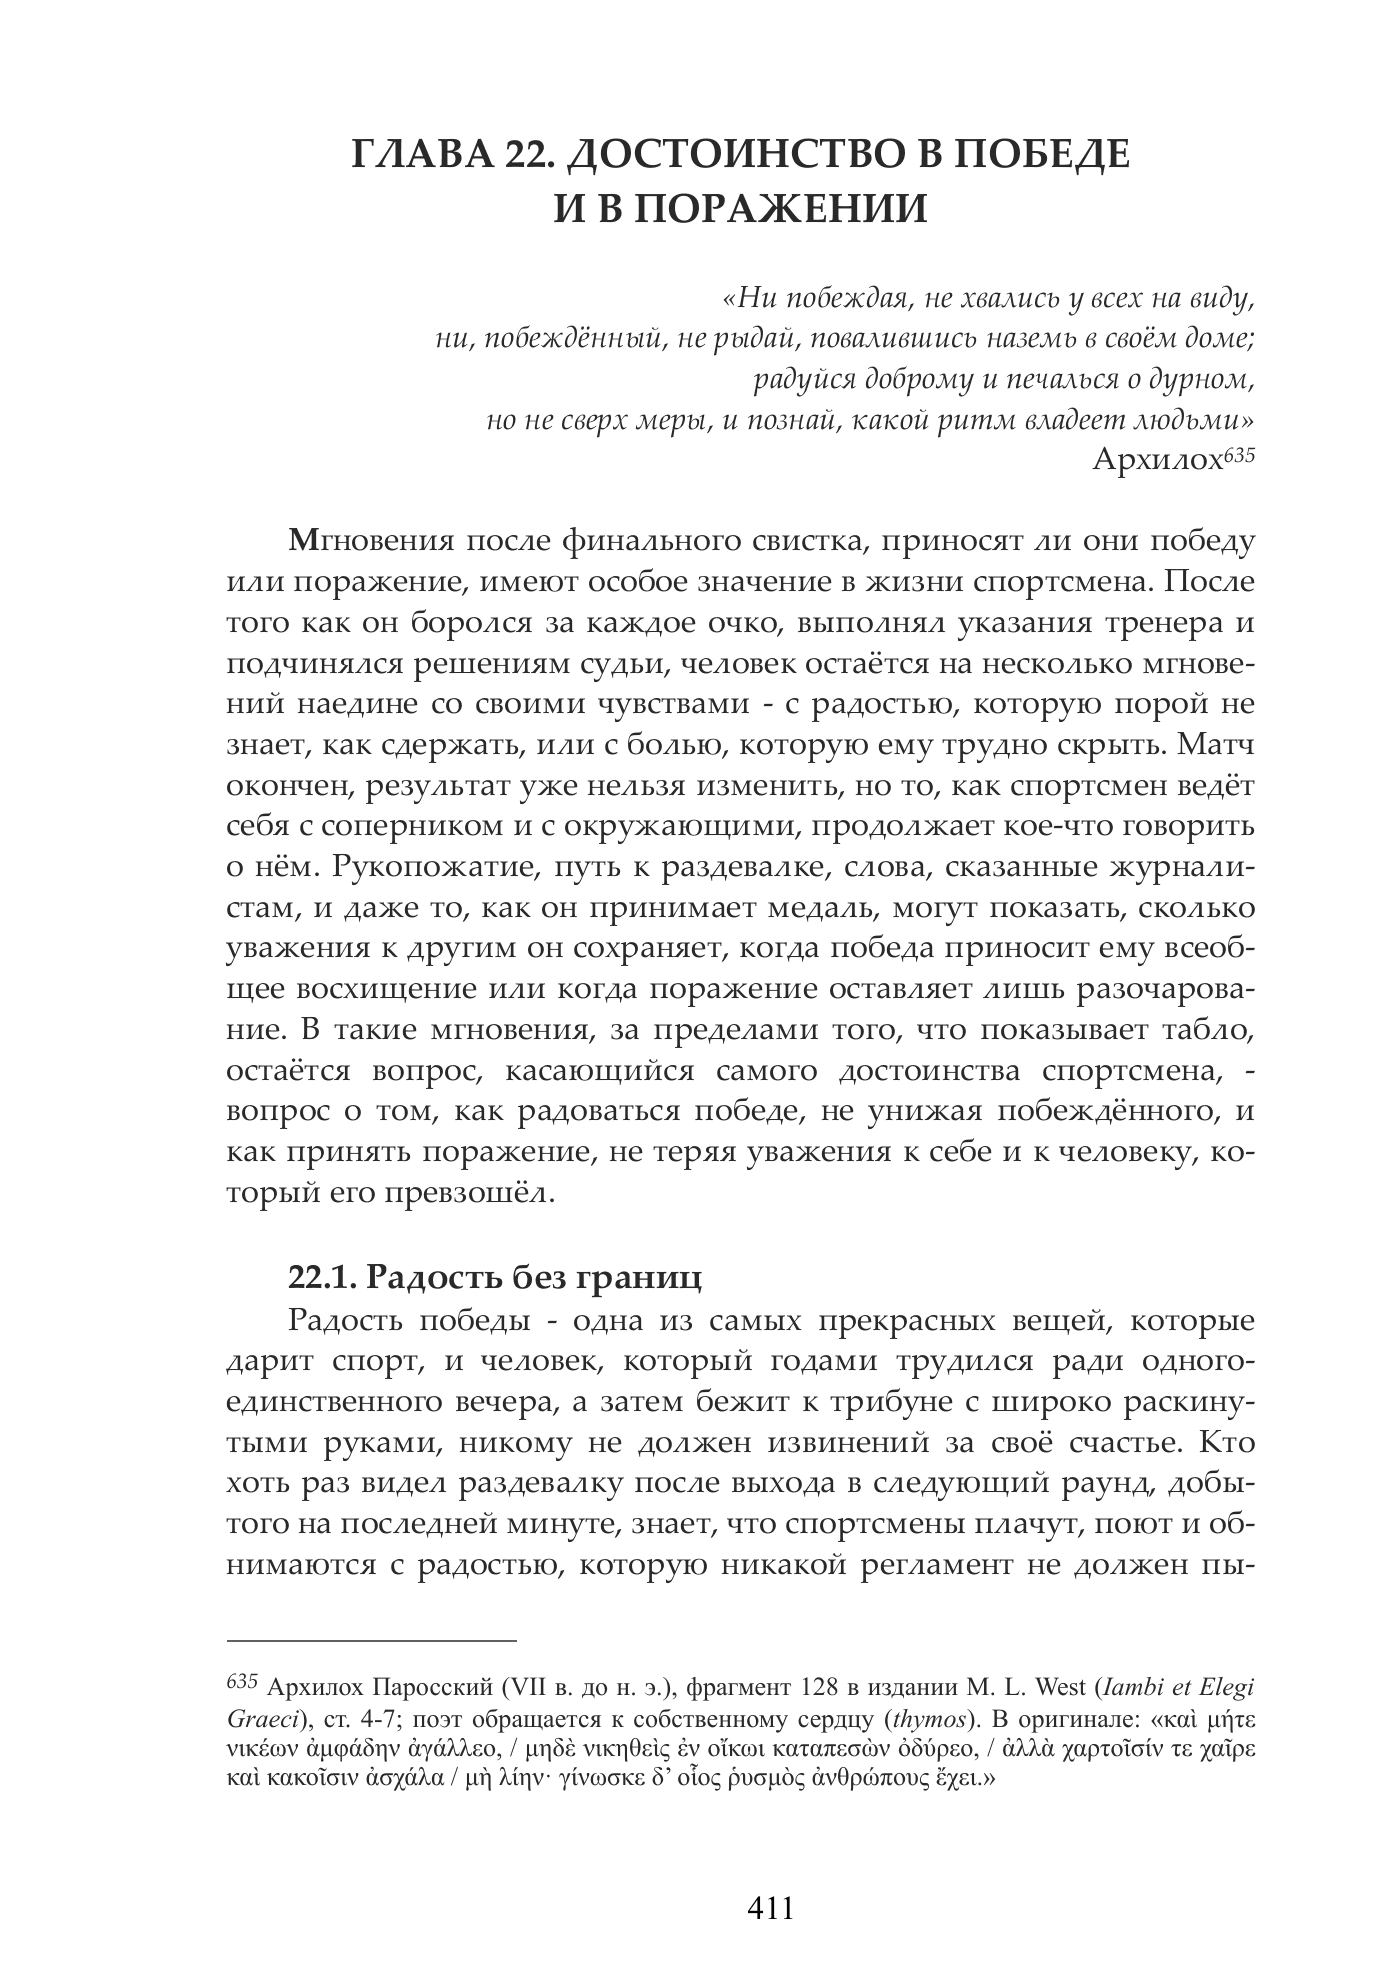 ГЛАВА 22. ДОСТОИНСТВО В ПОБЕДЕ
И В ПОРАЖЕНИИ
«Ни побеждая, не хвались у всех на виду,
ни, побеждённый, не рыдай, повалившись наземь в своём доме;
радуйся доброму и печалься о дурном,
но не сверх меры, и познай, какой ритм владеет людьми»
Архилох635
Мгновения после финального свистка, приносят ли они победу
или поражение, имеют особое значение в жизни спортсмена. После
того как он боролся за каждое очко, выполнял указания тренера и
подчинялся решениям судьи, человек остаётся на несколько мгнове-
ний наедине со своими чувствами - с радостью, которую порой не
знает, как сдержать, или с болью, которую ему трудно скрыть. Матч
окончен, результат уже нельзя изменить, но то, как спортсмен ведёт
себя с соперником и с окружающими, продолжает кое-что говорить
о нём. Рукопожатие, путь к раздевалке, слова, сказанные журнали-
стам, и даже то, как он принимает медаль, могут показать, сколько
уважения к другим он сохраняет, когда победа приносит ему всеоб-
щее восхищение или когда поражение оставляет лишь разочарова-
ние. В такие мгновения, за пределами того, что показывает табло,
остаётся вопрос, касающийся самого достоинства спортсмена, -
вопрос о том, как радоваться победе, не унижая побеждённого, и
как принять поражение, не теряя уважения к себе и к человеку, ко-
торый его превзошёл.
22.1. Радость без границ
Радость победы - одна из самых прекрасных вещей, которые
дарит спорт, и человек, который годами трудился ради одного-
единственного вечера, а затем бежит к трибуне с широко раскину-
тыми руками, никому не должен извинений за своё счастье. Кто
хоть раз видел раздевалку после выхода в следующий раунд, добы-
того на последней минуте, знает, что спортсмены плачут, поют и об-
нимаются с радостью, которую никакой регламент не должен пы-
635 Архилох Паросский (VII в. до н. э.), фрагмент 128 в издании M. L. West (Iambi et Elegi
Graeci), ст. 4-7; поэт обращается к собственному сердцу (thymos). В оригинале: «καὶ μήτε
νικέων ἀμφάδην ἀγάλλεο, / μηδὲ νικηθεὶς ἐν οἴκωι καταπεσὼν ὀδύρεο, / ἀλλὰ χαρτοῖσίν τε χαῖρε
καὶ κακοῖσιν ἀσχάλα / μὴ λίην· γίνωσκε δ’ οἷος ῥυσμὸς ἀνθρώπους ἔχει.»
411